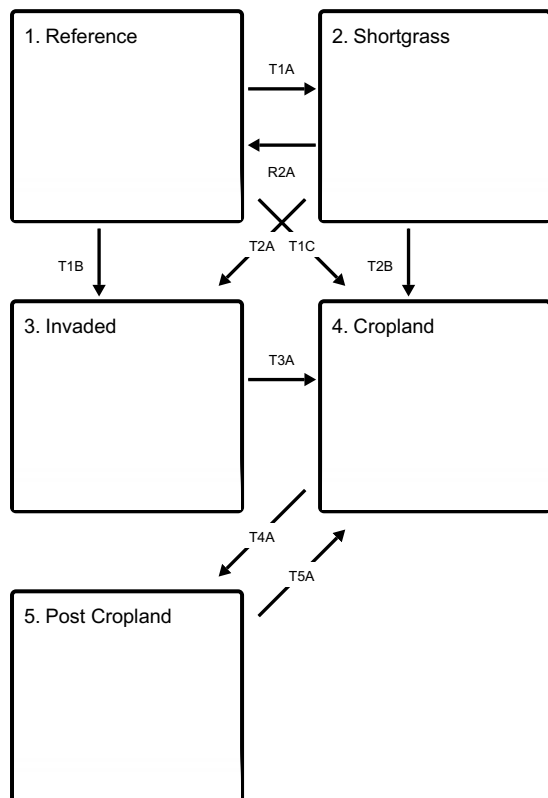 1. Reference
2. Shortgrass
T1A
R2A
T1B
T2A
T1C
T2B
3. Invaded
4. Cropland
T3A
T4A
T5A
5. Post Cropland